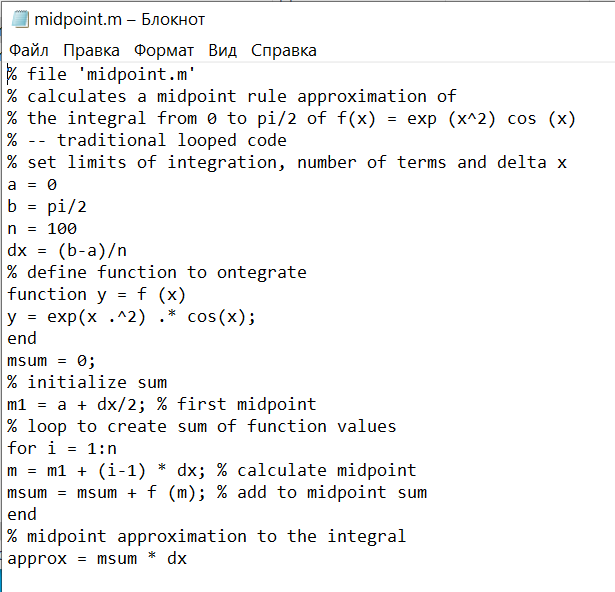 midpoint.m – Блокнот
Файл Правка Формат Вид Справка
% file 'midpoint.m'
% calculates a midpoint rule approximation of
% the integral from 0 to pi/2 of f(x) = exp (x^2) cos (x)
% -- traditional looped code
% set limits of integration, number of terms and delta x
a = 0
b = pi/2
n = 100
dx = (b-a)/n
% define function to ontegrate
function y = f (x)
y = exp(x .^2) .* cos(x);
end
msum = 0;
% initialize sum
m1 = a + dx/2; % first midpoint
% loop to create sum of function values
for i = 1:n
m = m1 + (i-1) * dx; % calculate midpoint
msum = msum + f (m); % add to midpoint sum
end
% midpoint approximation to the integral
approx = msum * dx